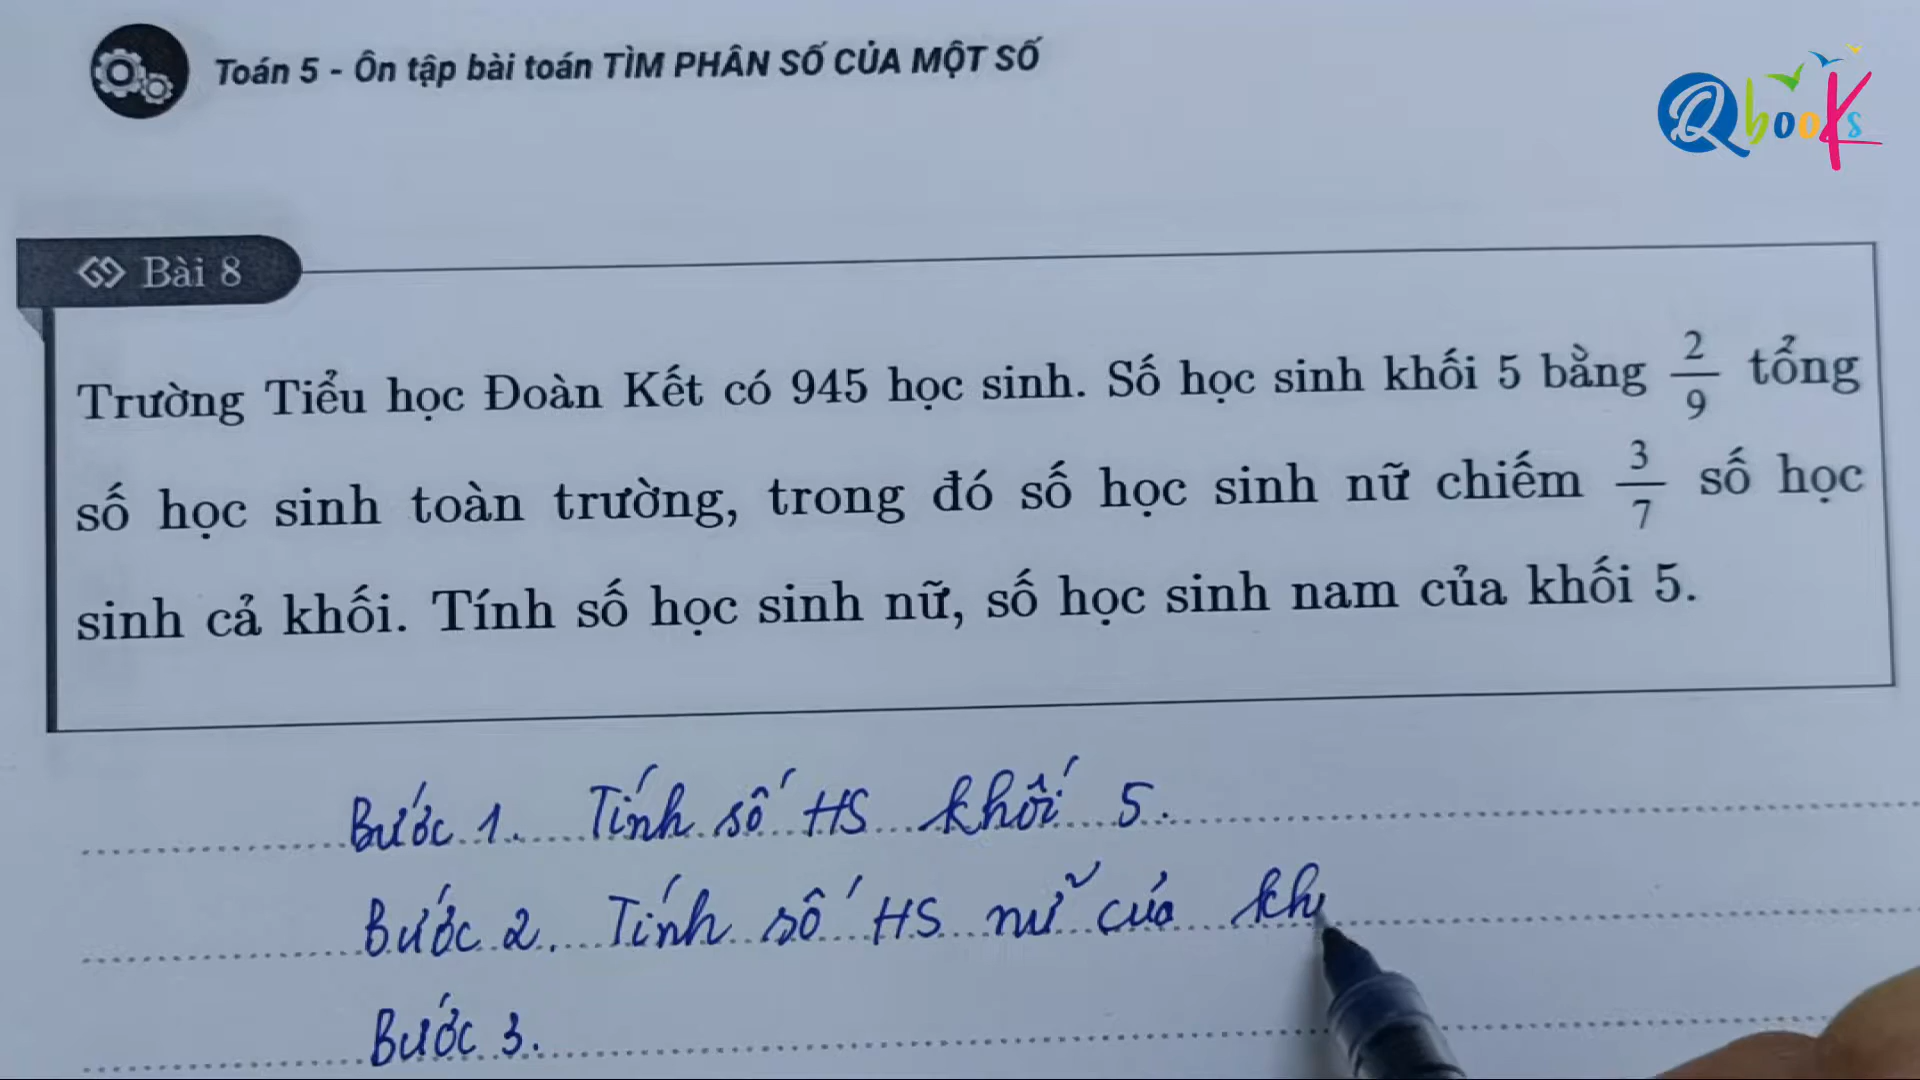 Toán 5 - Ôn tập bài toán TÌM PHÂN SỐ CỦA MỘT SỐ
Qbooks
Bài 8
Trường Tiểu học Đoàn Kết có 945 học sinh. Số học sinh khối 5 bằng 2/9 tổng
số học sinh toàn trường, trong đó số học sinh nữ chiếm 3/7 số học
sinh cả khối. Tính số học sinh nữ, số học sinh nam của khối 5.
Bước 1. Tính số HS khối 5.
Bước 2. Tính số HS nữ của kh
Bước 3.